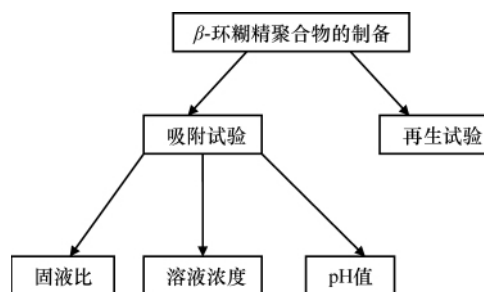 β-环糊精聚合物的制备
吸附试验
再生试验
固液比
溶液浓度
pH值